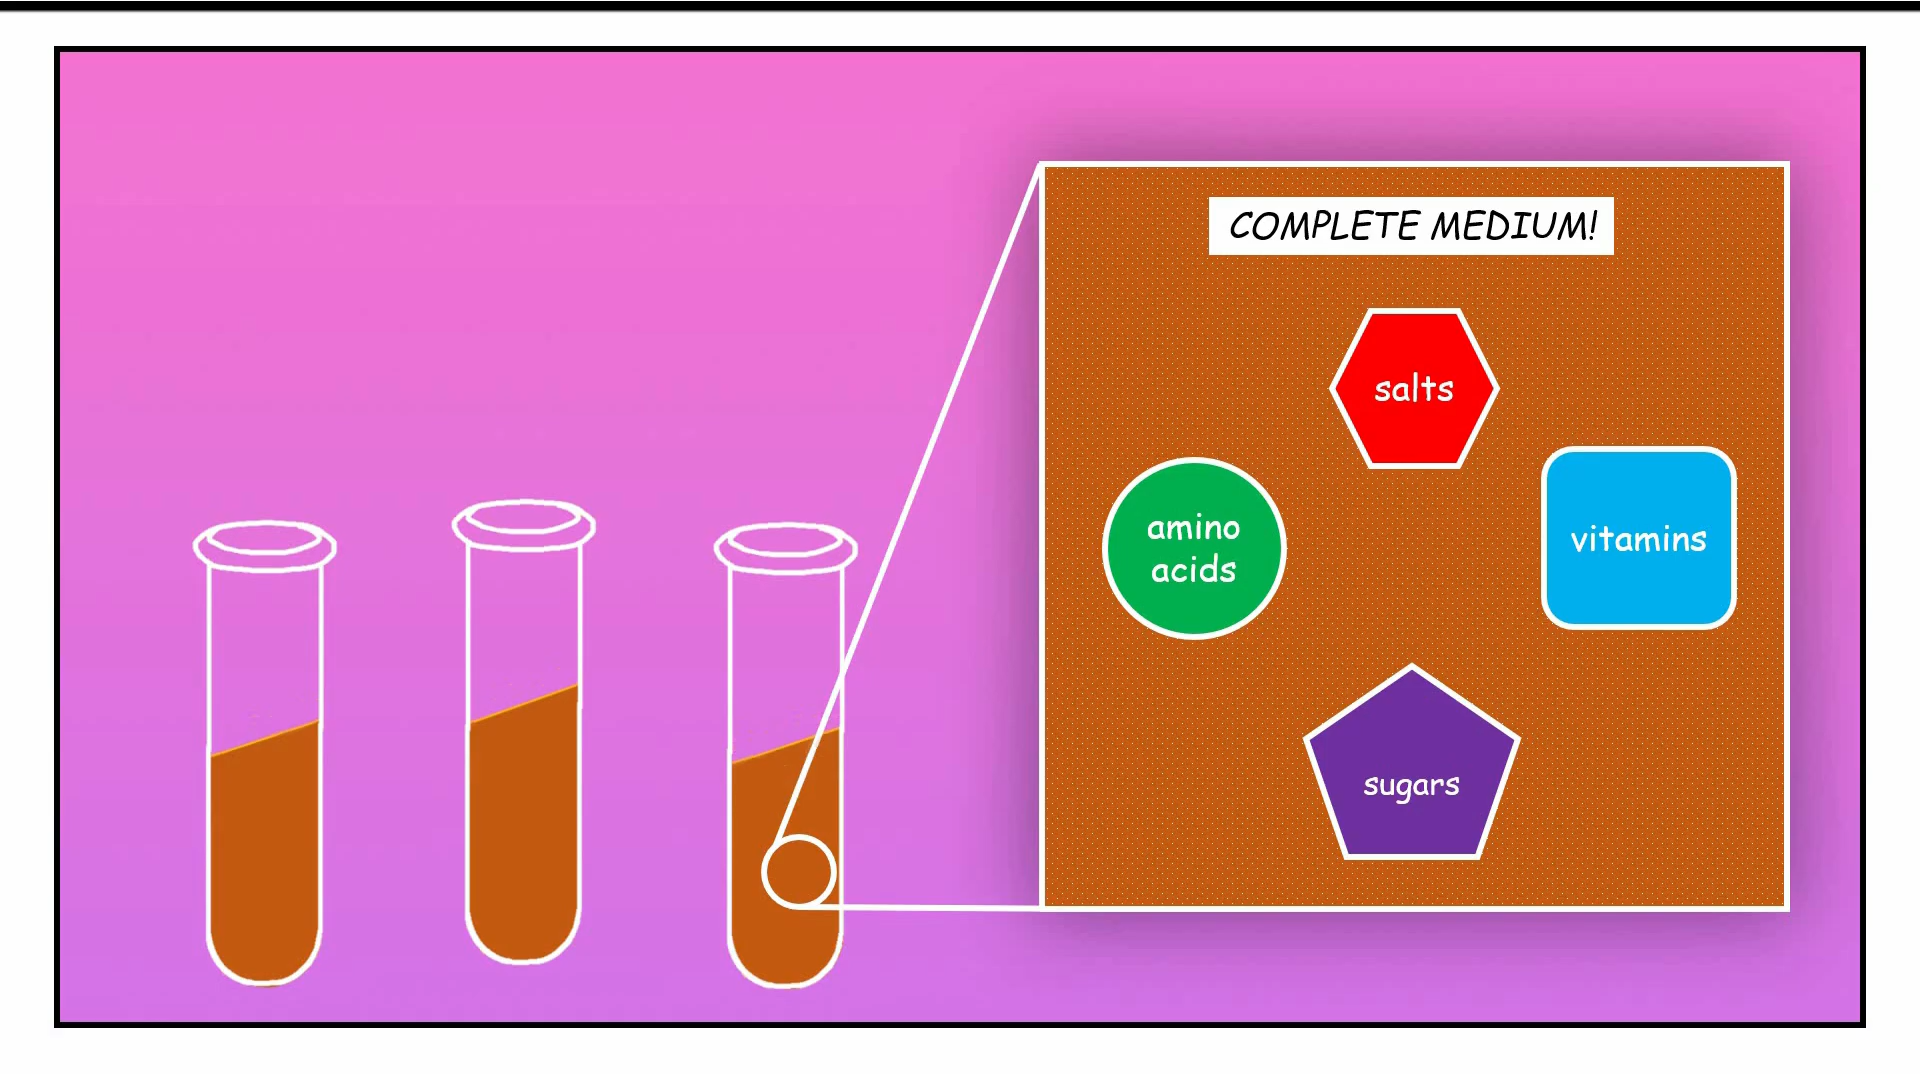 COMPLETE MEDIUM!
salts
amino
acids
vitamins
sugars